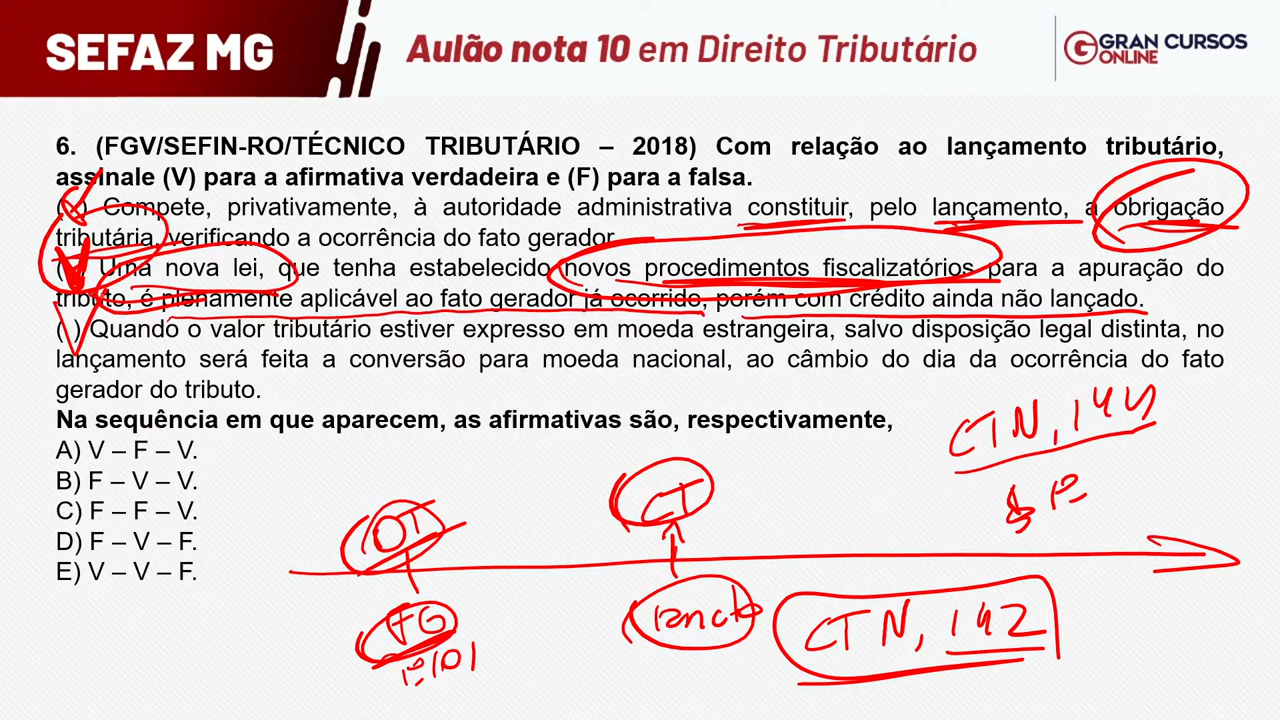 SEFAZ MG
Aulão nota 10 em Direito Tributário
GRAN CURSOS
ONLINE
6. (FGV/SEFIN-RO/TÉCNICO TRIBUTÁRIO – 2018) Com relação ao lançamento tributário,
assinale (V) para a afirmativa verdadeira e (F) para a falsa.
( ) Compete, privativamente, à autoridade administrativa constituir, pelo lançamento, a obrigação
tributária, verificando a ocorrência do fato gerador.
(V) Uma nova lei, que tenha estabelecido novos procedimentos fiscalizatórios para a apuração do
tributo, é plenamente aplicável ao fato gerador já ocorrido, porém com crédito ainda não lançado.
( ) Quando o valor tributário estiver expresso em moeda estrangeira, salvo disposição legal distinta, no
lançamento será feita a conversão para moeda nacional, ao câmbio do dia da ocorrência do fato
gerador do tributo.
Na sequência em que aparecem, as afirmativas são, respectivamente,
A) V – F – V.
B) F – V – V.
C) F – F – V.
D) F – V – F.
E) V – V – F.
CTN, 144
§ 1º
OT
CT
FG
lancto
CTN, 142